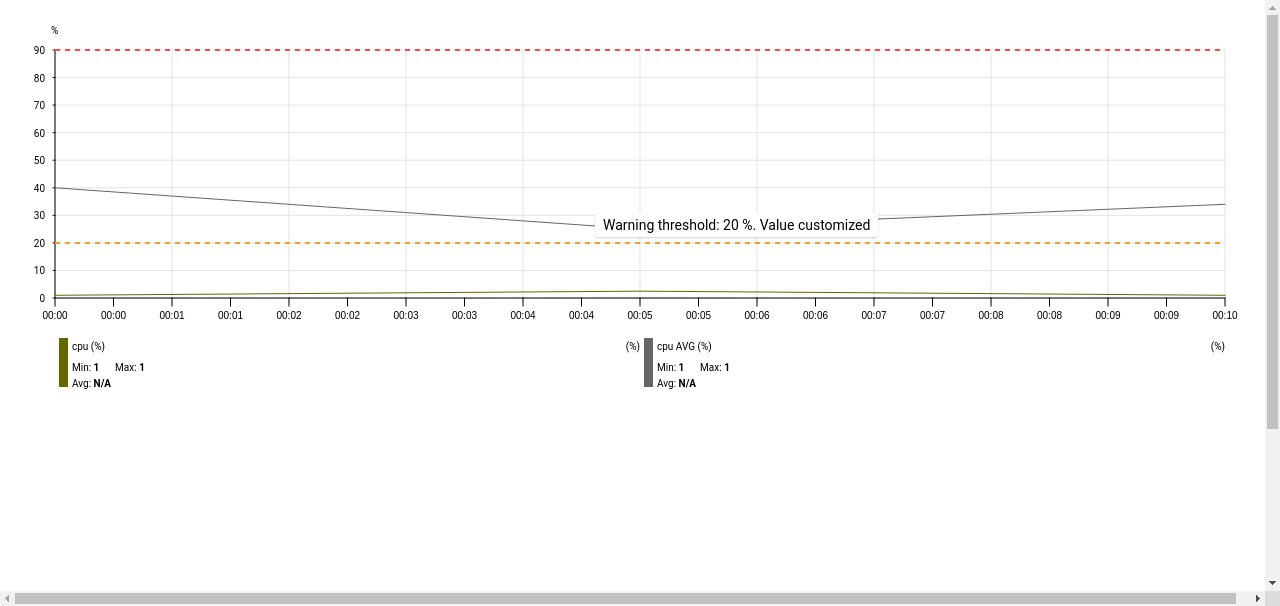 %
90
80
70
60
50
40
30
Warning threshold: 20 %. Value customized
20
10
0
00:00 00:00 00:01 00:01 00:02 00:02 00:03 00:03 00:04 00:04 00:05 00:05 00:06 00:06 00:07 00:07 00:08 00:08 00:09 00:09 00:10
cpu (%) (%) cpu AVG (%) (%)
Min: 1 Max: 1 Min: 1 Max: 1
Avg: N/A Avg: N/A